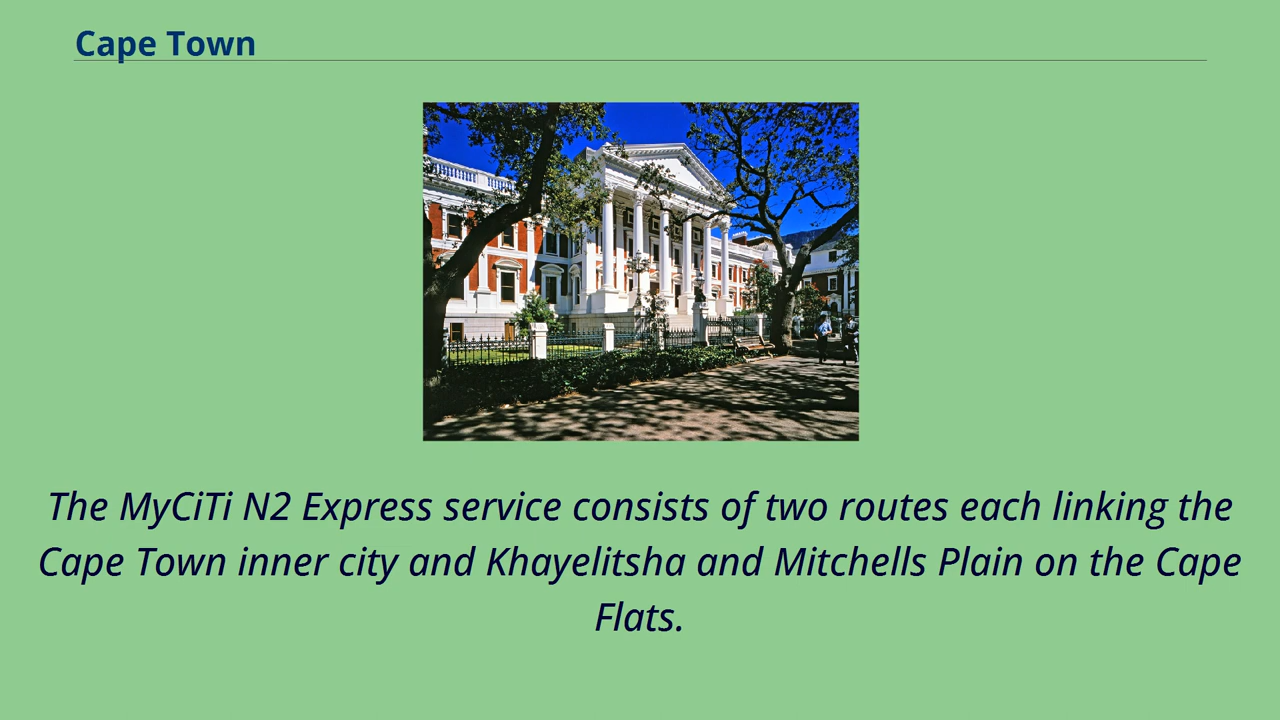 Cape Town
The MyCiTi N2 Express service consists of two routes each linking the
Cape Town inner city and Khayelitsha and Mitchells Plain on the Cape
Flats.